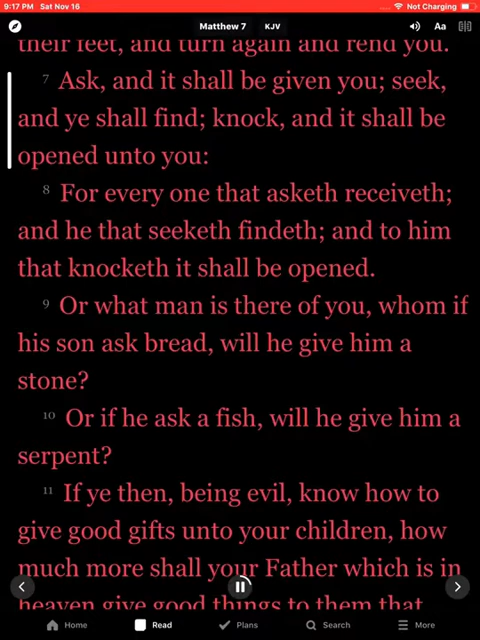 9:17 PM Sat Nov 16 Not Charging
Matthew 7 KJV Aa
their feet, and turn again and rend you.
7 Ask, and it shall be given you; seek,
and ye shall find; knock, and it shall be
opened unto you:
8 For every one that asketh receiveth;
and he that seeketh findeth; and to him
that knocketh it shall be opened.
9 Or what man is there of you, whom if
his son ask bread, will he give him a
stone?
10 Or if he ask a fish, will he give him a
serpent?
11 If ye then, being evil, know how to
give good gifts unto your children, how
much more shall your Father which is in
heaven give good things to them that
Home Read Plans Search More